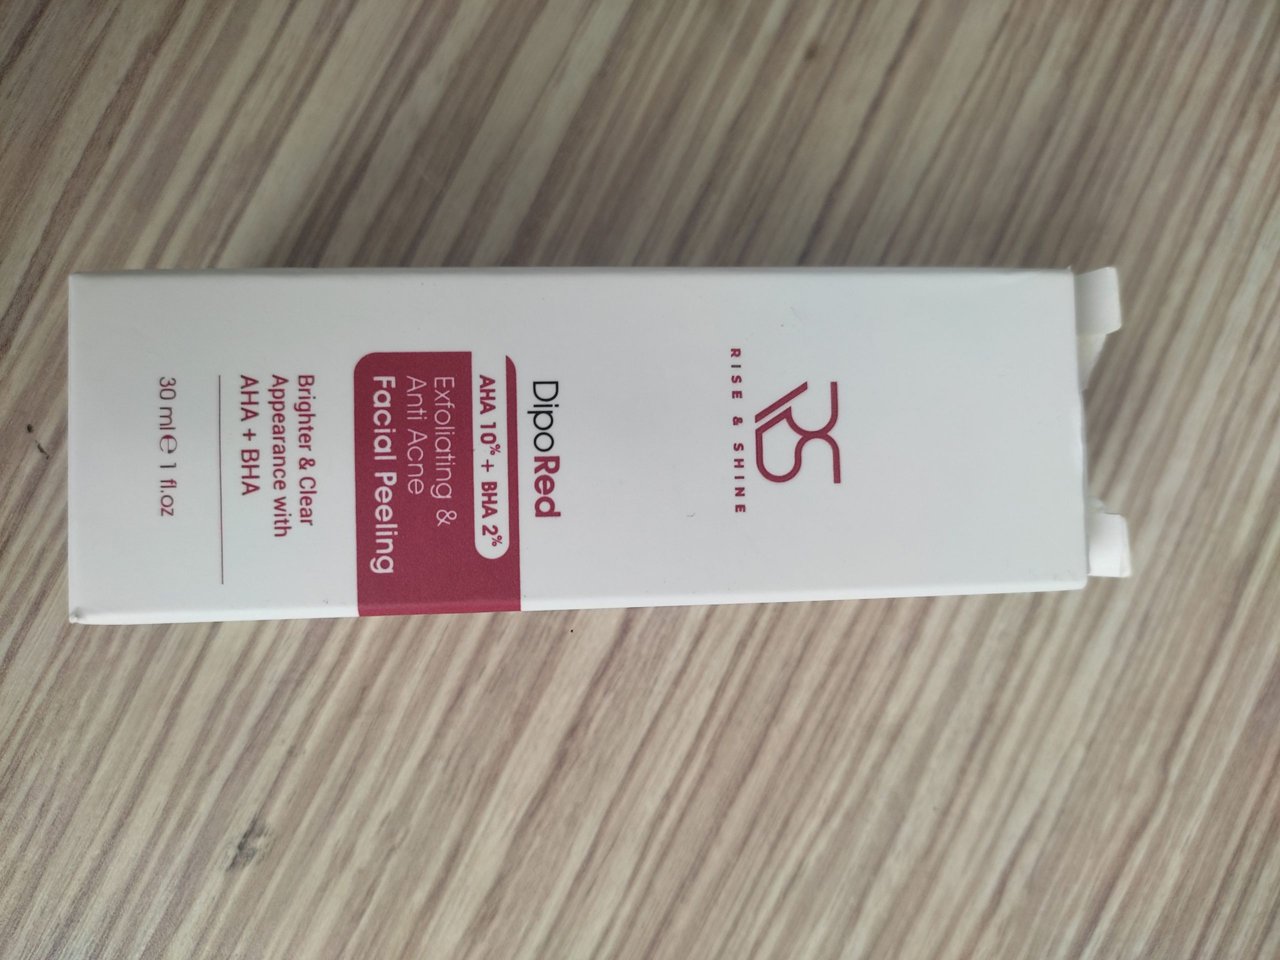 RS
RISE & SHINE
DipoRed
AHA 10% + BHA 2%
Exfoliating &
Anti Acne
Facial Peeling
Brighter & Clear
Appearance with
AHA + BHA
30 ml ℮ 1 fl.oz